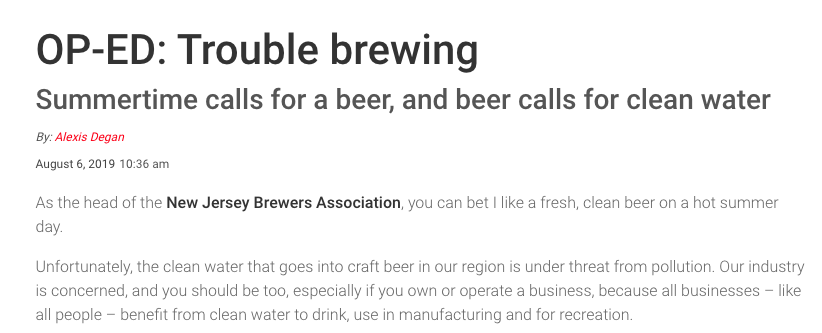 OP-ED: Trouble brewing
Summertime calls for a beer, and beer calls for clean water
By: Alexis Degan
August 6, 2019 10:36 am
As the head of the New Jersey Brewers Association, you can bet I like a fresh, clean beer on a hot summer
day.
Unfortunately, the clean water that goes into craft beer in our region is under threat from pollution. Our industry
is concerned, and you should be too, especially if you own or operate a business, because all businesses – like
all people – benefit from clean water to drink, use in manufacturing and for recreation.